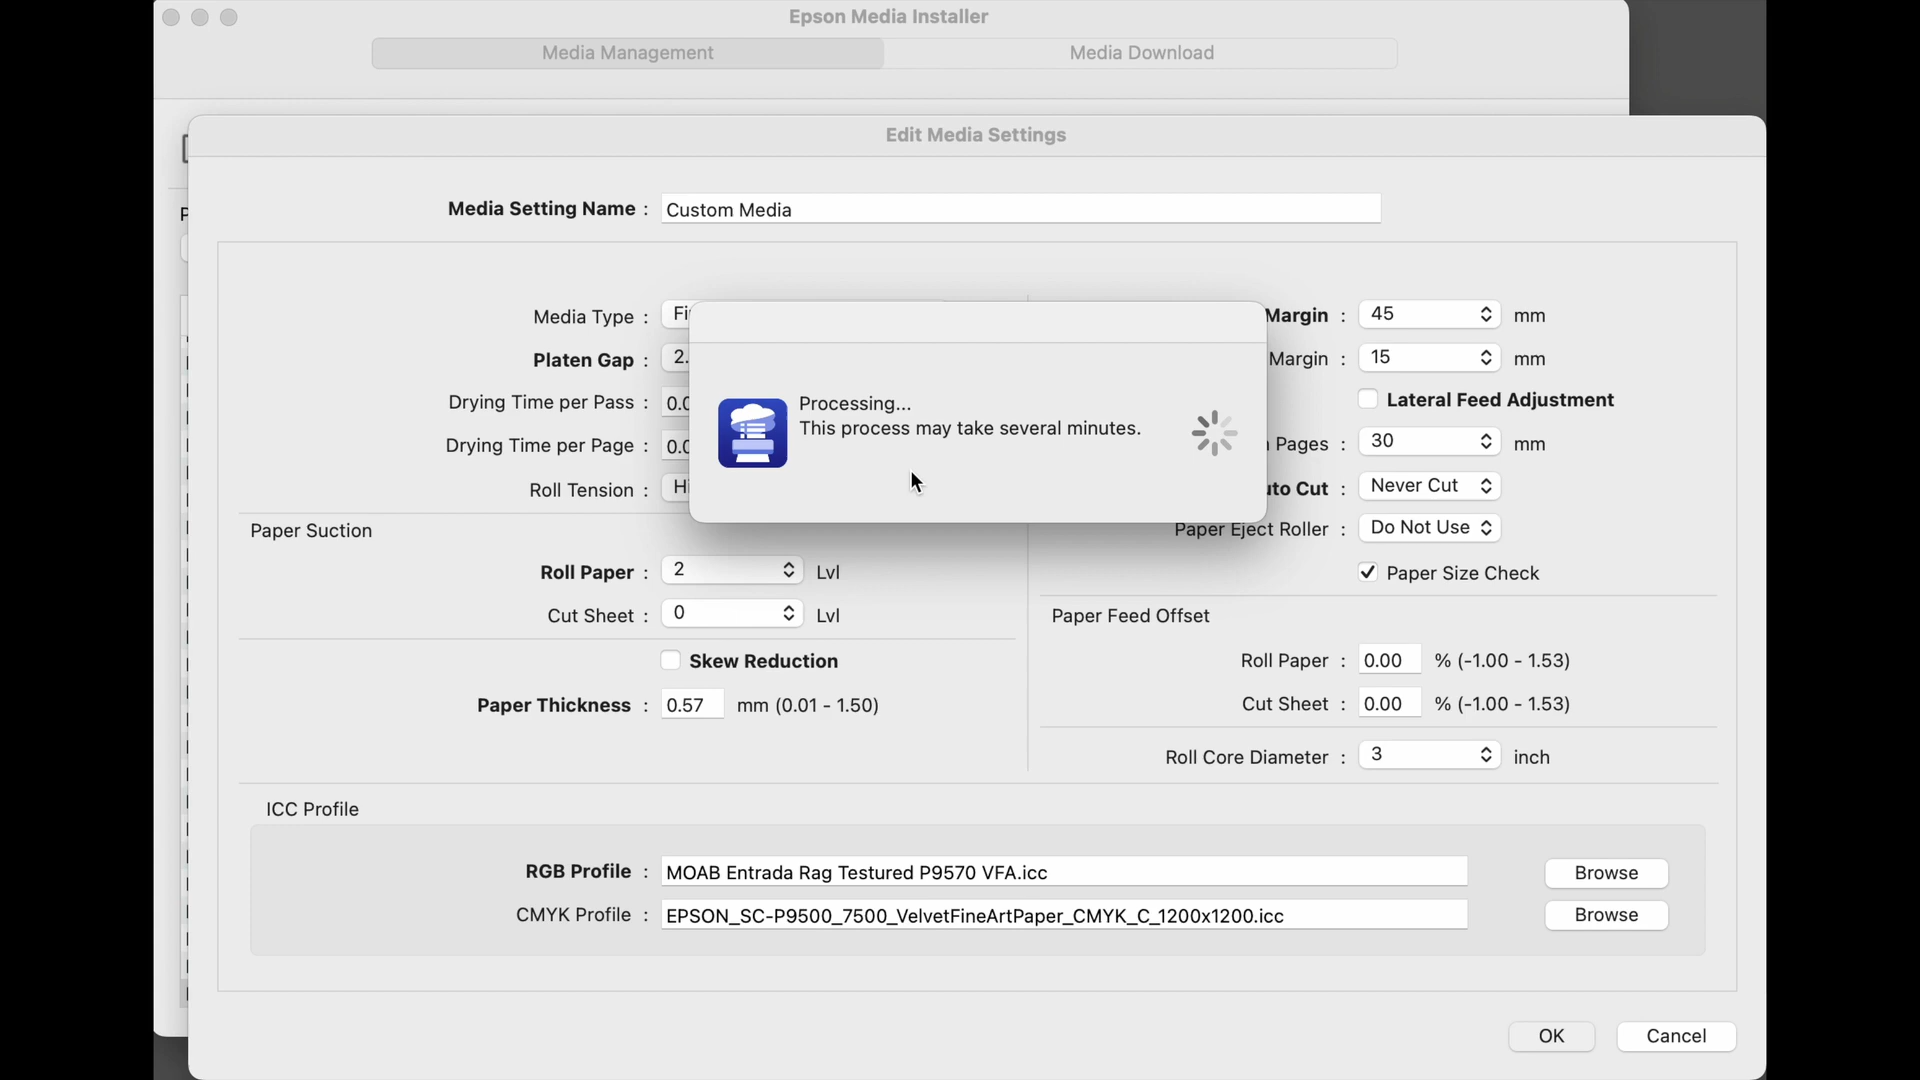 Epson Media Installer
Media Management Media Download
Edit Media Settings
Media Setting Name : Custom Media
Media Type :
Margin : 45 mm
Platen Gap : 2.
Margin : 15 mm
Drying Time per Pass : 0.0
Lateral Feed Adjustment
Drying Time per Page : 0.0
Pages : 30 mm
Roll Tension :
Cut : Never Cut
Processing...
This process may take several minutes.
Paper Eject Roller : Do Not Use
Paper Suction
Roll Paper : 2 Lvl
Paper Size Check
Cut Sheet : 0 Lvl
Paper Feed Offset
Skew Reduction
Roll Paper : 0.00 % (-1.00 - 1.53)
Paper Thickness : 0.57 mm (0.01 - 1.50)
Cut Sheet : 0.00 % (-1.00 - 1.53)
Roll Core Diameter : 3 inch
ICC Profile
RGB Profile : MOAB Entrada Rag Testured P9570 VFA.icc Browse
CMYK Profile : EPSON_SC-P9500_7500_VelvetFineArtPaper_CMYK_C_1200x1200.icc Browse
OK Cancel